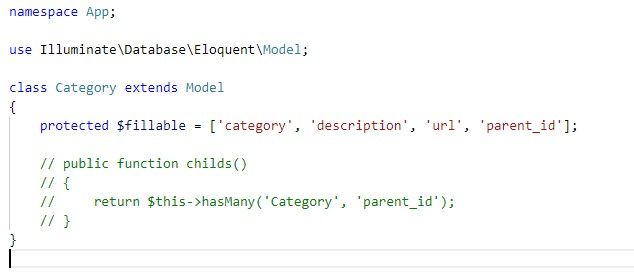 namespace App;
use Illuminate\Database\Eloquent\Model;
class Category extends Model
{
protected $fillable = ['category', 'description', 'url', 'parent_id'];
// public function childs()
// {
//     return $this->hasMany('Category', 'parent_id');
// }
}